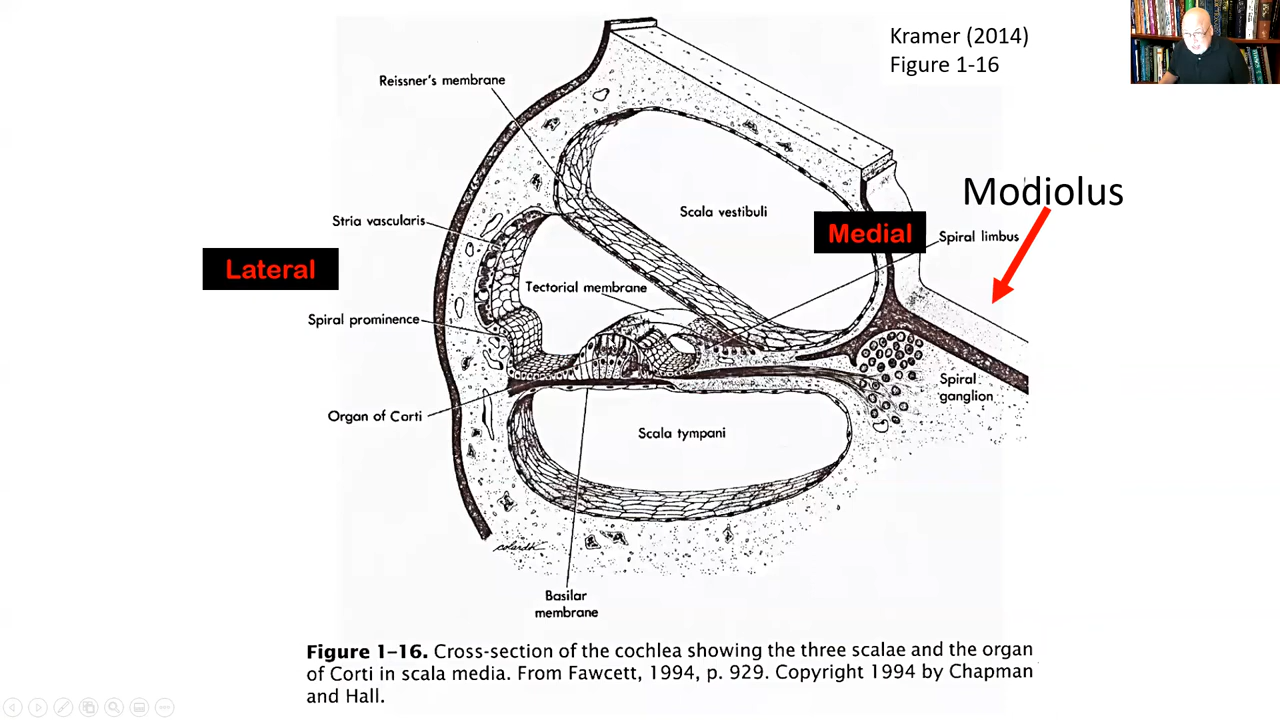 Kramer (2014)
Figure 1-16
Reissner's membrane
Modiolus
Stria vascularis
Scala vestibuli
Medial
Spiral limbus
Lateral
Tectorial membrane
Spiral prominence
Spiral
ganglion
Organ of Corti
Scala tympani
Basilar
membrane
Figure 1–16. Cross-section of the cochlea showing the three scalae and the organ
of Corti in scala media. From Fawcett, 1994, p. 929. Copyright 1994 by Chapman
and Hall.